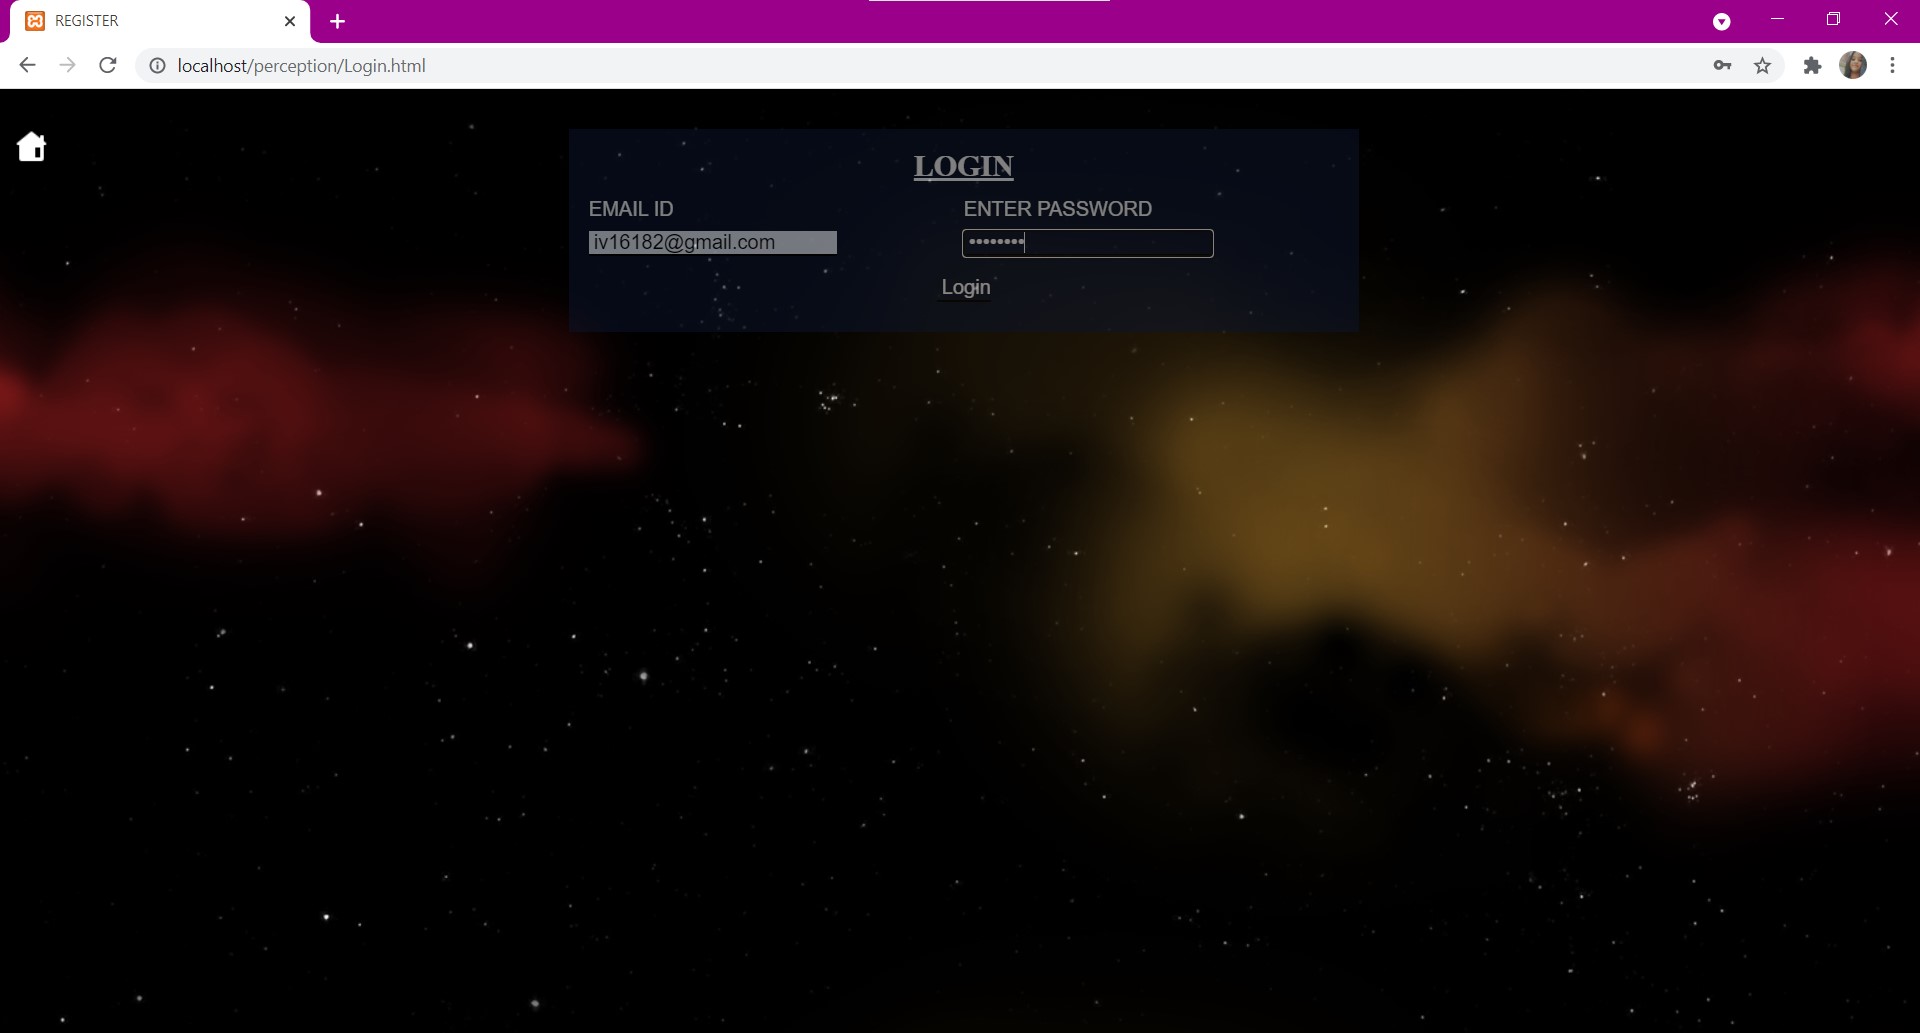 REGISTER
localhost/perception/Login.html
LOGIN
EMAIL ID
ENTER PASSWORD
iv16182@gmail.com
••••••••
Login